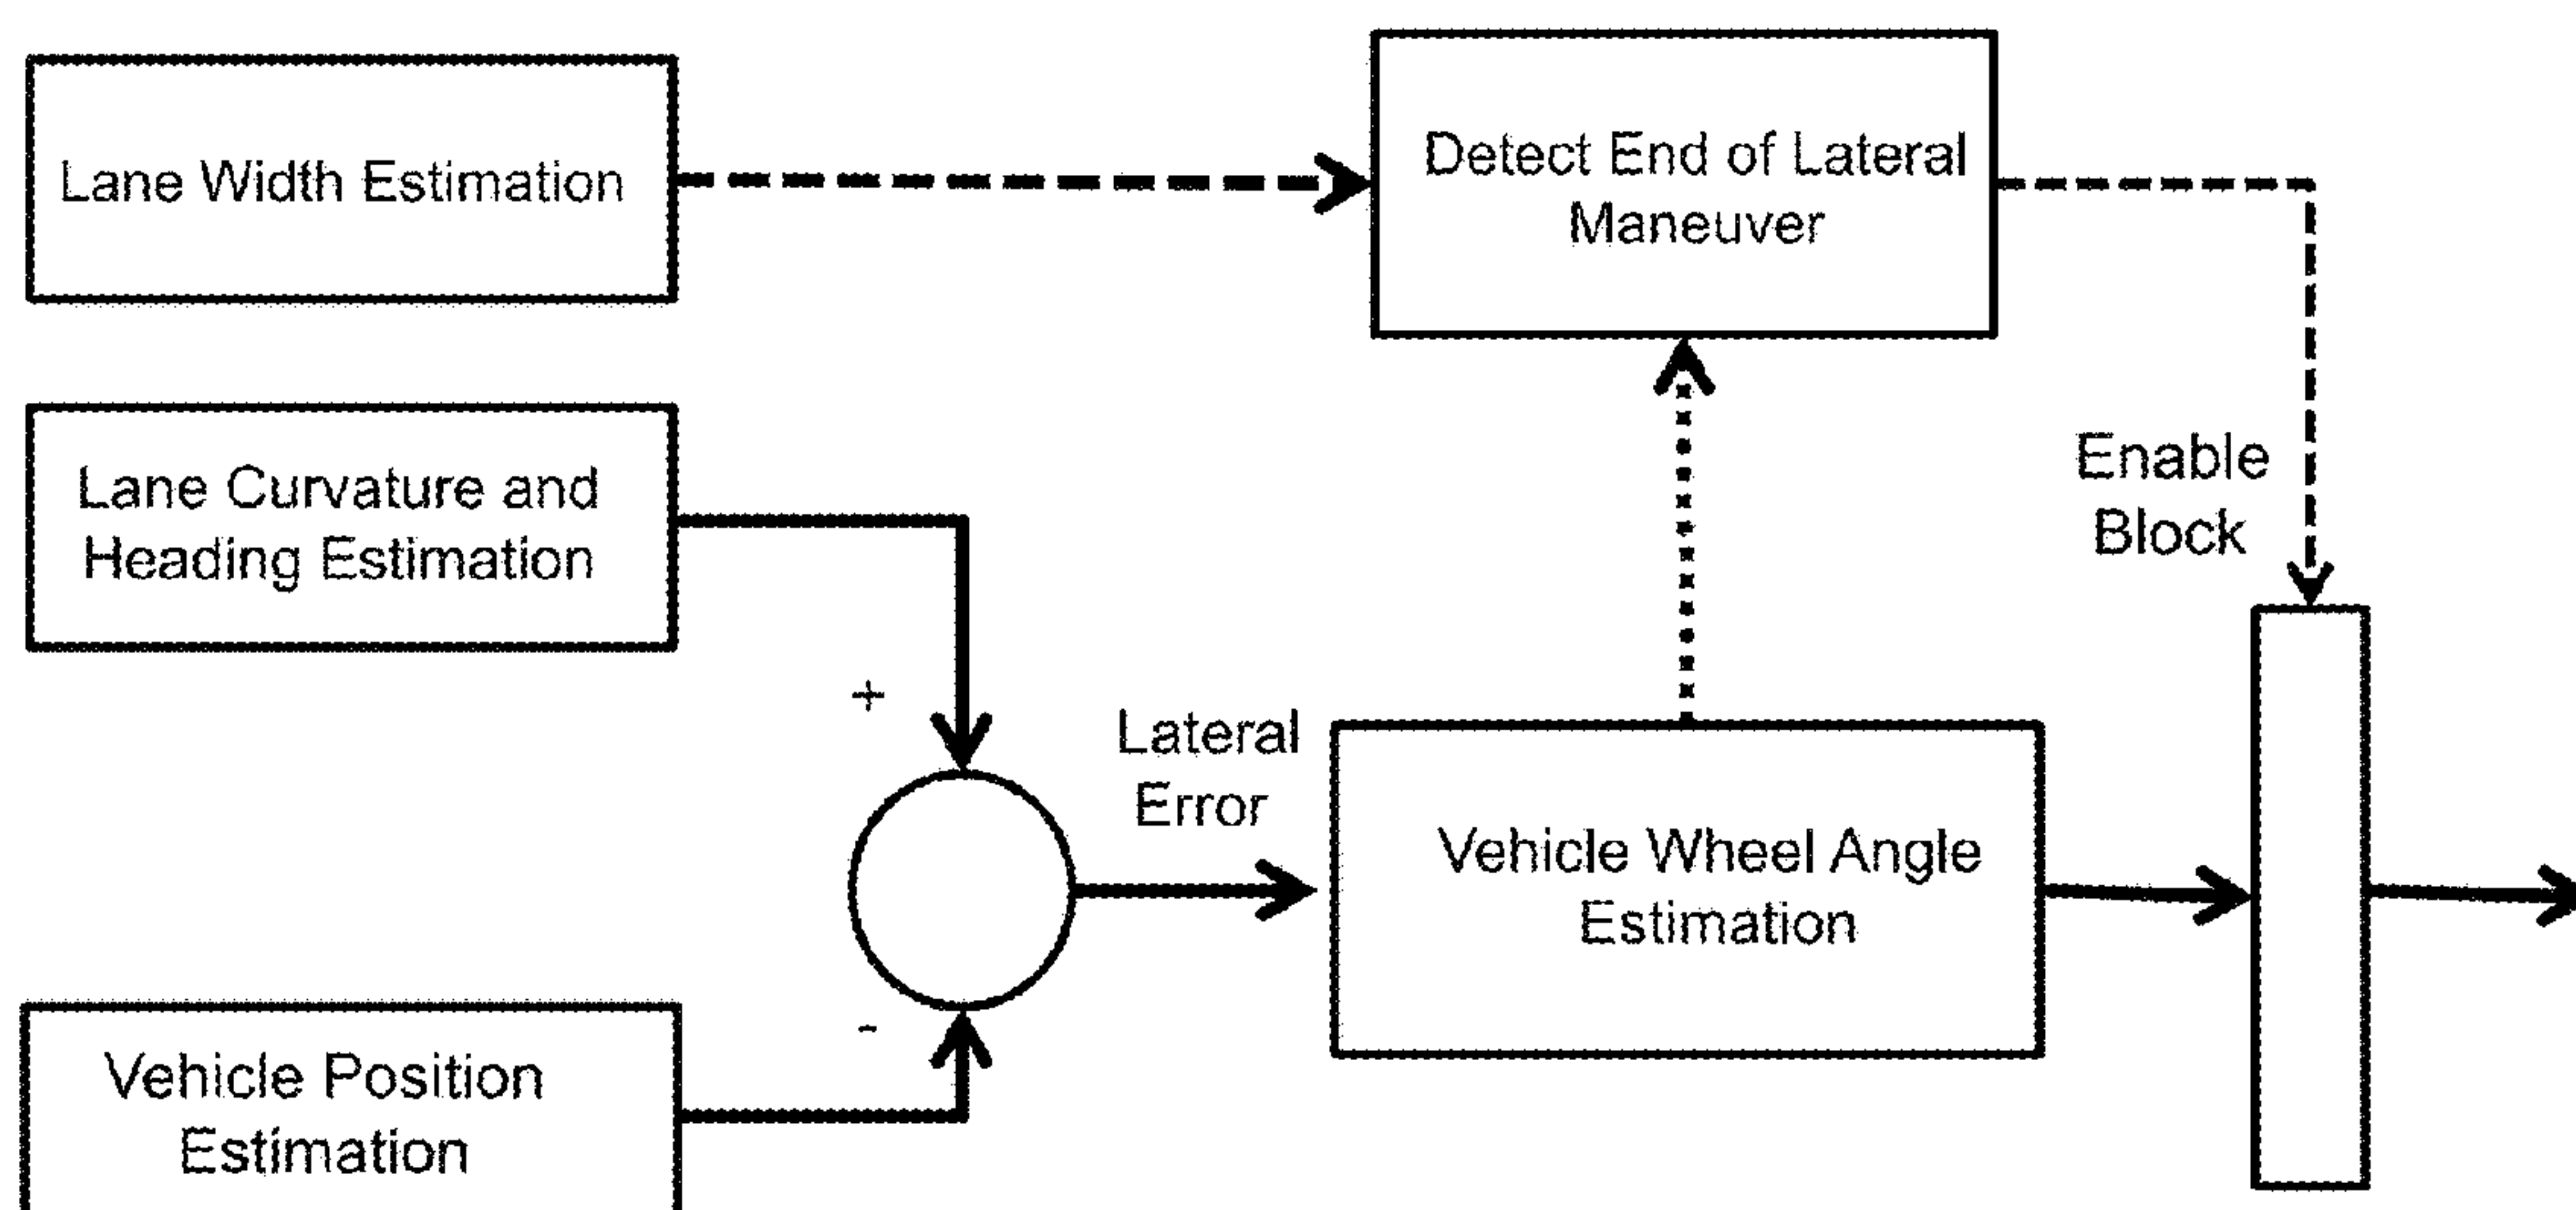 Lane Width Estimation
Detect End of Lateral
Maneuver
Lane Curvature and
Heading Estimation
Enable
Block
+
Lateral
Error
Vehicle Wheel Angle
Estimation
-
Vehicle Position
Estimation